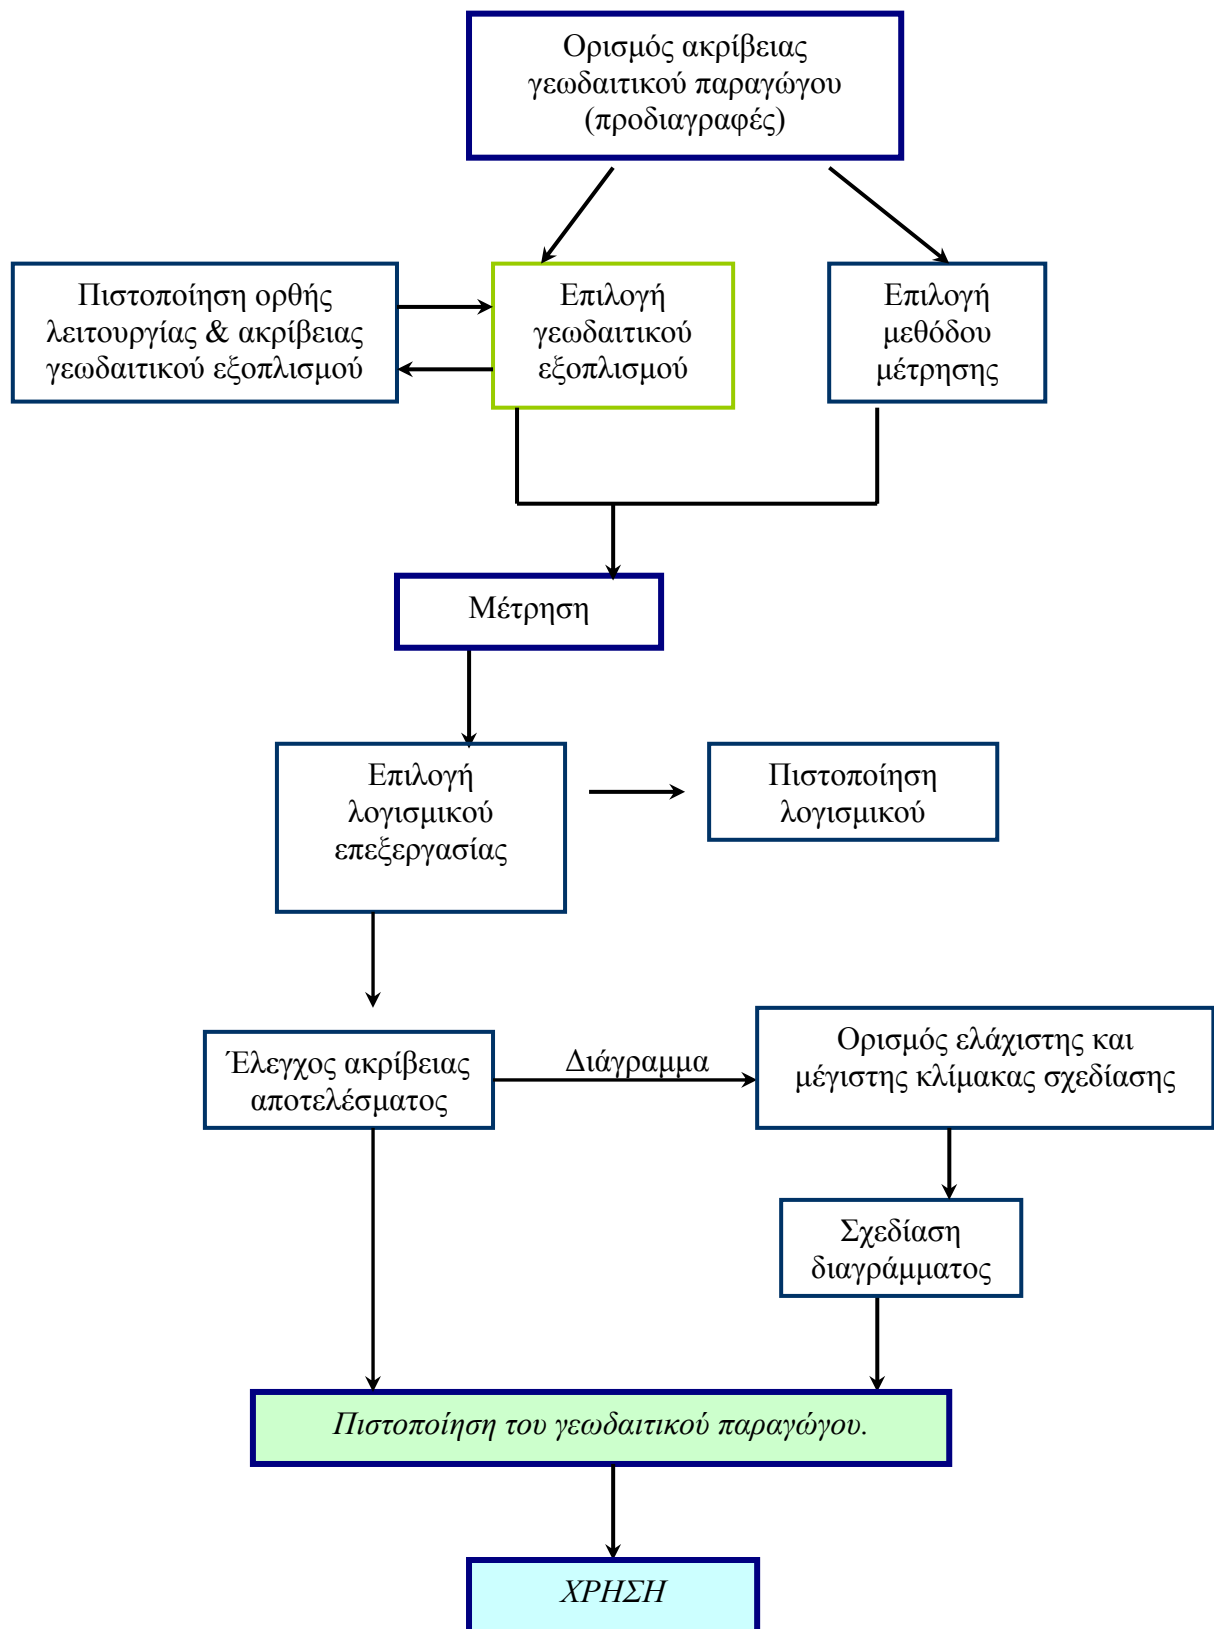 Ορισμός ακρίβειας
γεωδαιτικού παραγώγου
(προδιαγραφές)
Πιστοποίηση ορθής
λειτουργίας & ακρίβειας
γεωδαιτικού εξοπλισμού
Επιλογή
γεωδαιτικού
εξοπλισμού
Επιλογή
μεθόδου
μέτρησης
Μέτρηση
Επιλογή
λογισμικού
επεξεργασίας
Πιστοποίηση
λογισμικού
Έλεγχος ακρίβειας
αποτελέσματος
Διάγραμμα
Ορισμός ελάχιστης και
μέγιστης κλίμακας σχεδίασης
Σχεδίαση
διαγράμματος
Πιστοποίηση του γεωδαιτικού παραγώγου.
ΧΡΗΣΗ